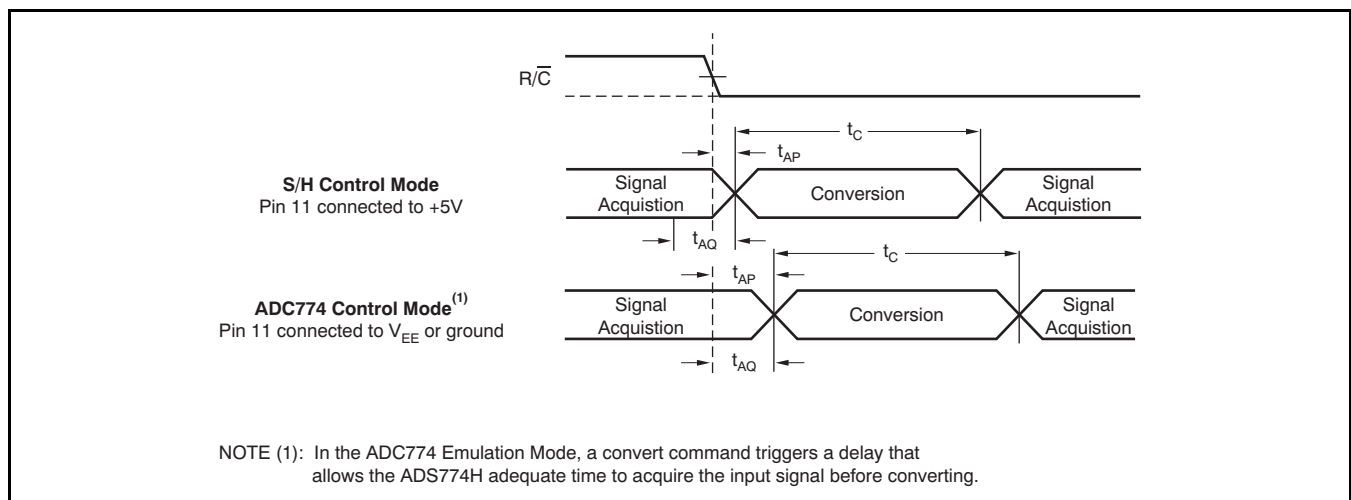 R/C̅
t_C
t_AP
S/H Control Mode
Pin 11 connected to +5V
Signal
Acquistion
Conversion
Signal
Acquistion
t_AQ
t_C
t_AP
ADC774 Control Mode(1)
Pin 11 connected to V_EE or ground
Signal
Acquistion
Conversion
Signal
Acquistion
t_AQ
NOTE (1): In the ADC774 Emulation Mode, a convert command triggers a delay that
allows the ADS774H adequate time to acquire the input signal before converting.